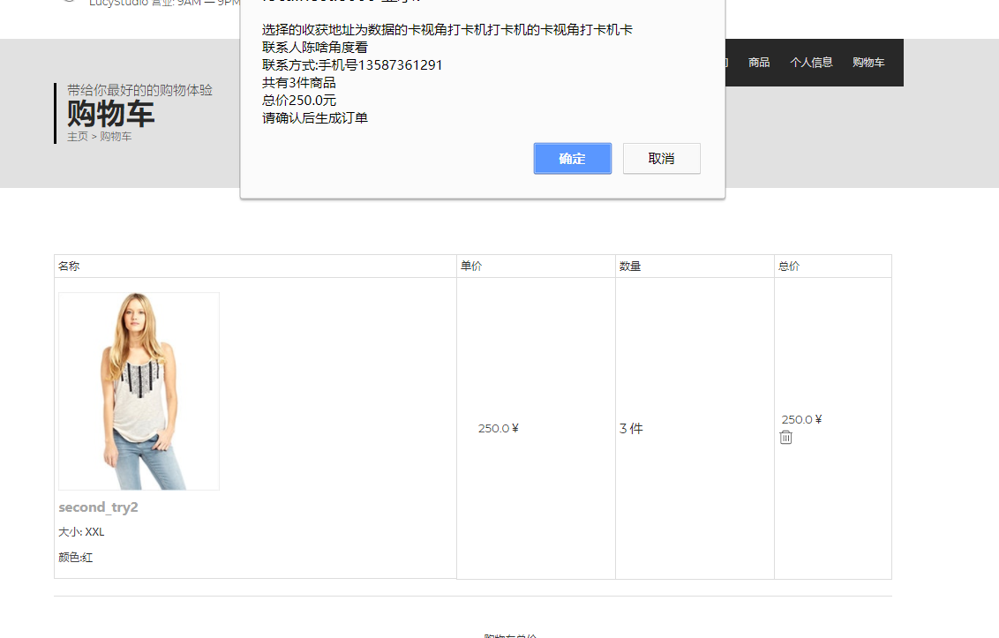 LucyStudio 营业: 9AM — 9PM
选择的收获地址为数据的卡视角打卡机打卡机的卡视角打卡机卡
联系人陈啥角度看
联系方式:手机号13587361291
共有3件商品
总价250.0元
请确认后生成订单
确定
取消
商品
个人信息
购物车
带给你最好的的购物体验
购物车
主页 > 购物车
名称
单价
数量
总价
250.0 ¥
3 件
250.0 ¥
second_try2
大小: XXL
颜色:红
购物车总价